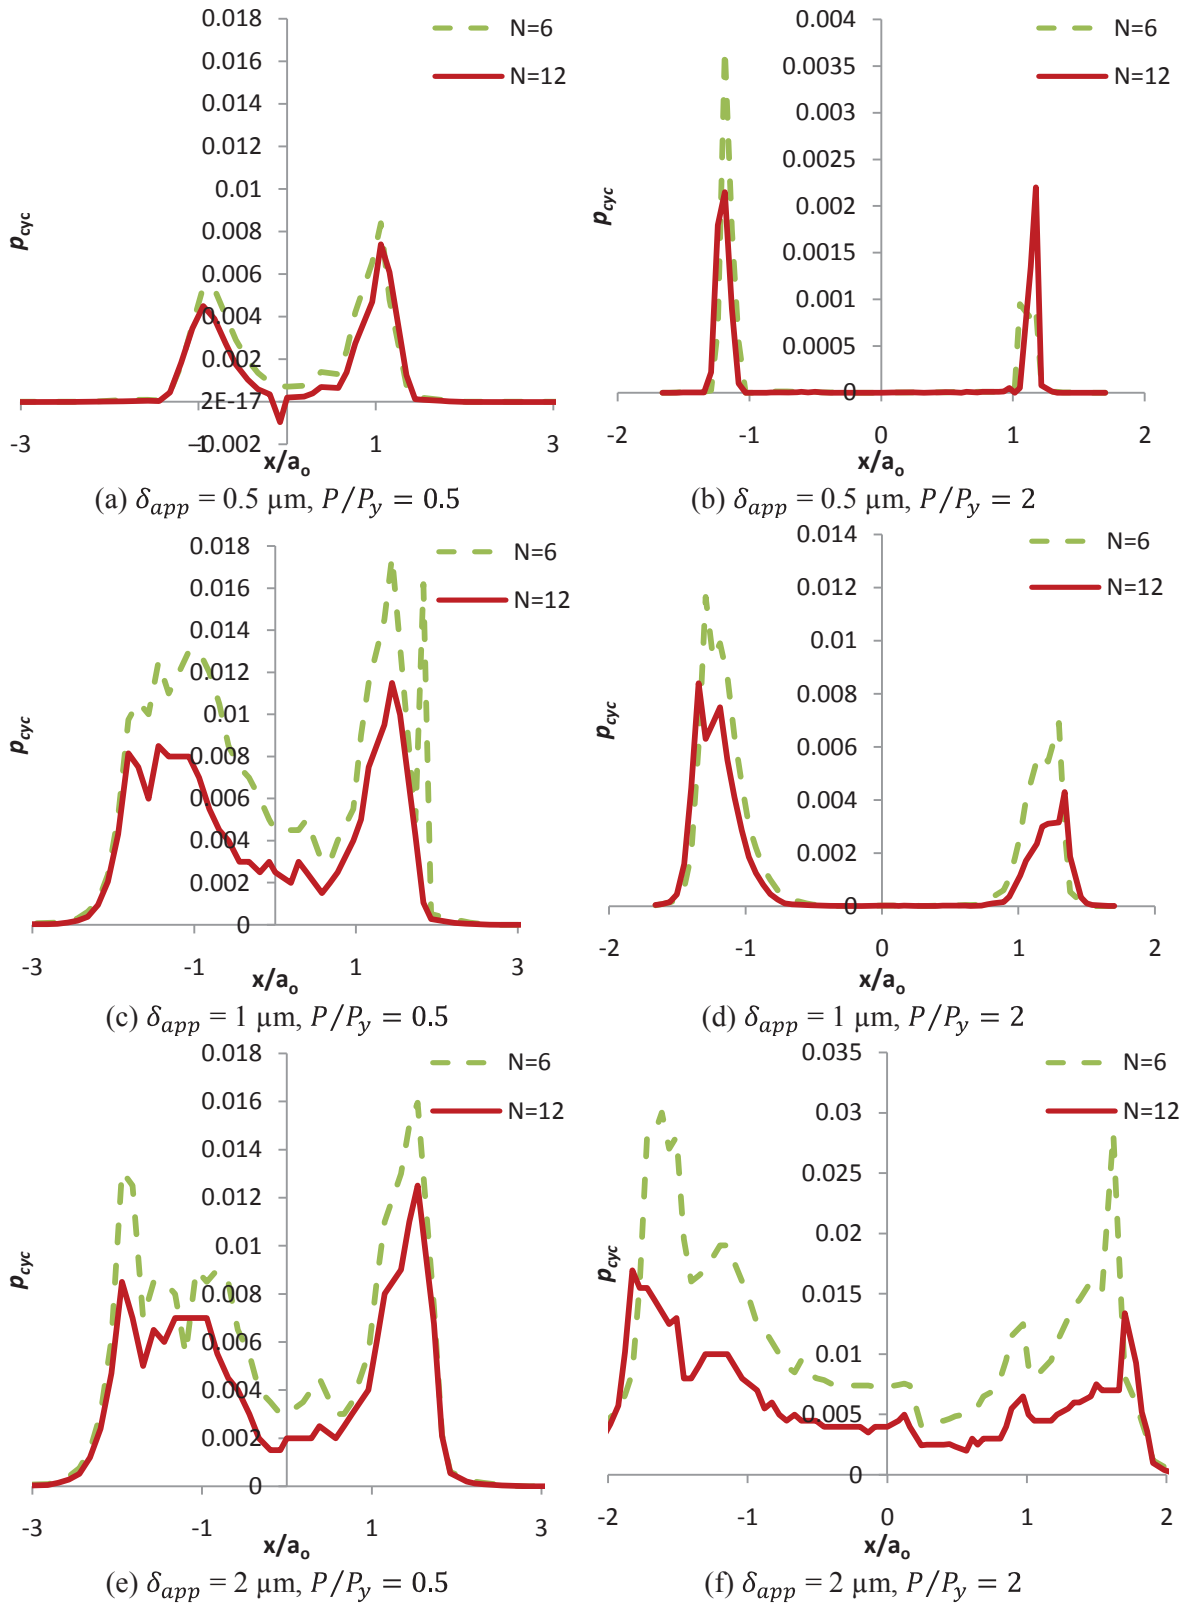 0.018
0.016
0.014
0.012
0.01
0.008
0.006
0.004
0.002
2E-17
-0.002
-3
-1
1
3
N=6
N=12
p_cyc
x/a_o
(a) δ_app = 0.5 μm, P/P_y = 0.5
0.004
0.0035
0.003
0.0025
0.002
0.0015
0.001
0.0005
0
-2
-1
0
1
2
N=6
N=12
p_cyc
x/a_o
(b) δ_app = 0.5 μm, P/P_y = 2
0.018
0.016
0.014
0.012
0.01
0.008
0.006
0.004
0.002
0
-3
-1
1
3
N=6
N=12
p_cyc
x/a_o
(c) δ_app = 1 μm, P/P_y = 0.5
0.014
0.012
0.01
0.008
0.006
0.004
0.002
0
-2
-1
0
1
2
N=6
N=12
p_cyc
x/a_o
(d) δ_app = 1 μm, P/P_y = 2
0.018
0.016
0.014
0.012
0.01
0.008
0.006
0.004
0.002
0
-3
-1
1
3
N=6
N=12
p_cyc
x/a_o
(e) δ_app = 2 μm, P/P_y = 0.5
0.035
0.03
0.025
0.02
0.015
0.01
0.005
0
-2
-1
0
1
2
N=6
N=12
p_cyc
x/a_o
(f) δ_app = 2 μm, P/P_y = 2